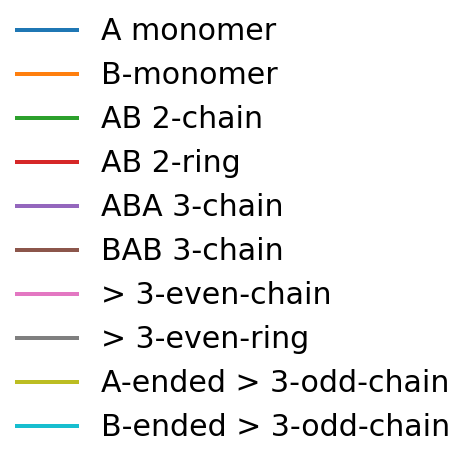 A monomer
B-monomer
AB 2-chain
AB 2-ring
ABA 3-chain
BAB 3-chain
> 3-even-chain
> 3-even-ring
A-ended > 3-odd-chain
B-ended > 3-odd-chain